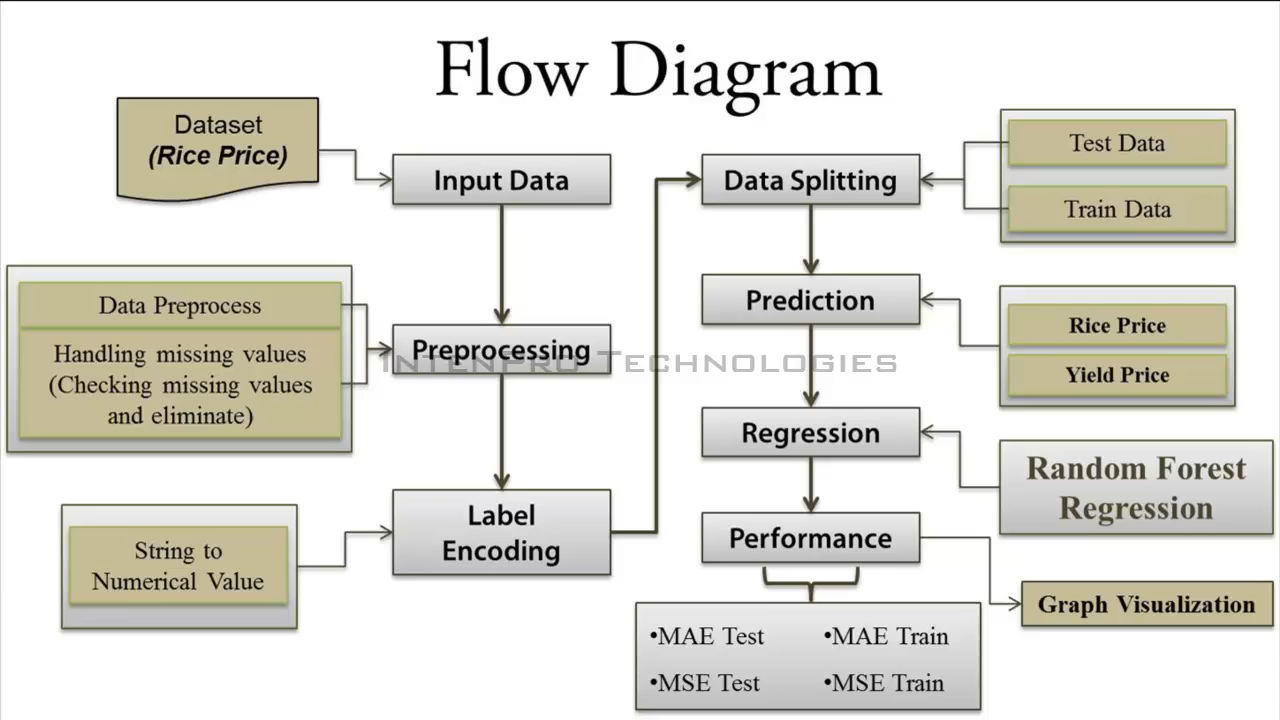 Flow Diagram
Dataset
(Rice Price)
Input Data
Data Preprocess
Handling missing values
(Checking missing values
and eliminate)
Preprocessing
String to
Numerical Value
Label
Encoding
Data Splitting
Test Data
Train Data
Prediction
Rice Price
Yield Price
Regression
Random Forest
Regression
Performance
•MAE Test
•MAE Train
•MSE Test
•MSE Train
Graph Visualization
INTENPRO TECHNOLOGIES